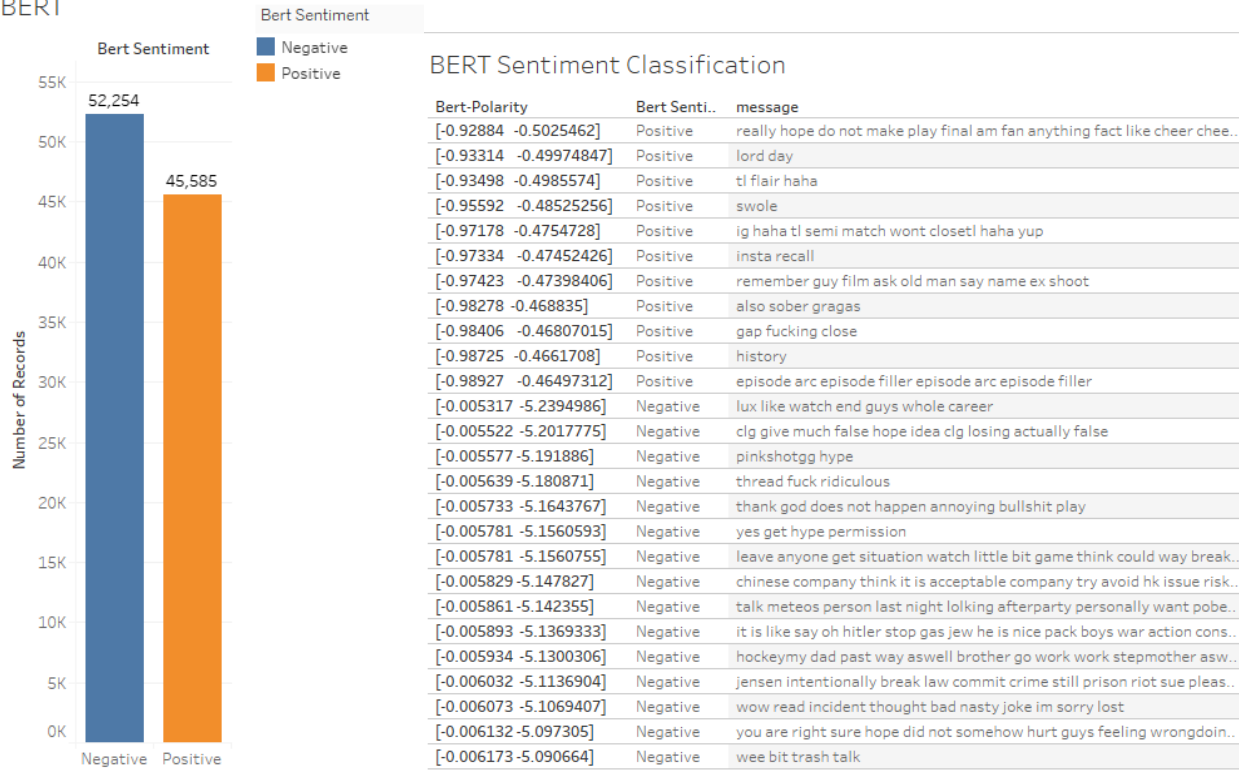 BERT
Bert Sentiment
Negative
Positive
Bert Sentiment
55K
50K
45K
40K
35K
30K
25K
20K
15K
10K
5K
0K
Number of Records
52,254
45,585
Negative Positive
BERT Sentiment Classification
Bert-Polarity Bert Senti.. message
[-0.92884 -0.5025462] Positive really hope do not make play final am fan anything fact like cheer chee..
[-0.93314 -0.49974847] Positive lord day
[-0.93498 -0.4985574] Positive tl flair haha
[-0.95592 -0.48525256] Positive swole
[-0.97178 -0.4754728] Positive ig haha tl semi match wont closetl haha yup
[-0.97334 -0.47452426] Positive insta recall
[-0.97423 -0.47398406] Positive remember guy film ask old man say name ex shoot
[-0.98278 -0.468835] Positive also sober gragas
[-0.98406 -0.46807015] Positive gap fucking close
[-0.98725 -0.4661708] Positive history
[-0.98927 -0.46497312] Positive episode arc episode filler episode arc episode filler
[-0.005317 -5.2394986] Negative lux like watch end guys whole career
[-0.005522 -5.2017775] Negative clg give much false hope idea clg losing actually false
[-0.005577 -5.191886] Negative pinkshotgg hype
[-0.005639 -5.180871] Negative thread fuck ridiculous
[-0.005733 -5.1643767] Negative thank god does not happen annoying bullshit play
[-0.005781 -5.1560593] Negative yes get hype permission
[-0.005781 -5.1560755] Negative leave anyone get situation watch little bit game think could way break..
[-0.005829 -5.147827] Negative chinese company think it is acceptable company try avoid hk issue risk..
[-0.005861 -5.142355] Negative talk meteos person last night lolking afterparty personally want pobe..
[-0.005893 -5.1369333] Negative it is like say oh hitler stop gas jew he is nice pack boys war action cons..
[-0.005934 -5.1300306] Negative hockeymy dad past way aswell brother go work work stepmother asw..
[-0.006032 -5.1136904] Negative jensen intentionally break law commit crime still prison riot sue pleas..
[-0.006073 -5.1069407] Negative wow read incident thought bad nasty joke im sorry lost
[-0.006132 -5.097305] Negative you are right sure hope did not somehow hurt guys feeling wrongdoin..
[-0.006173 -5.090664] Negative wee bit trash talk